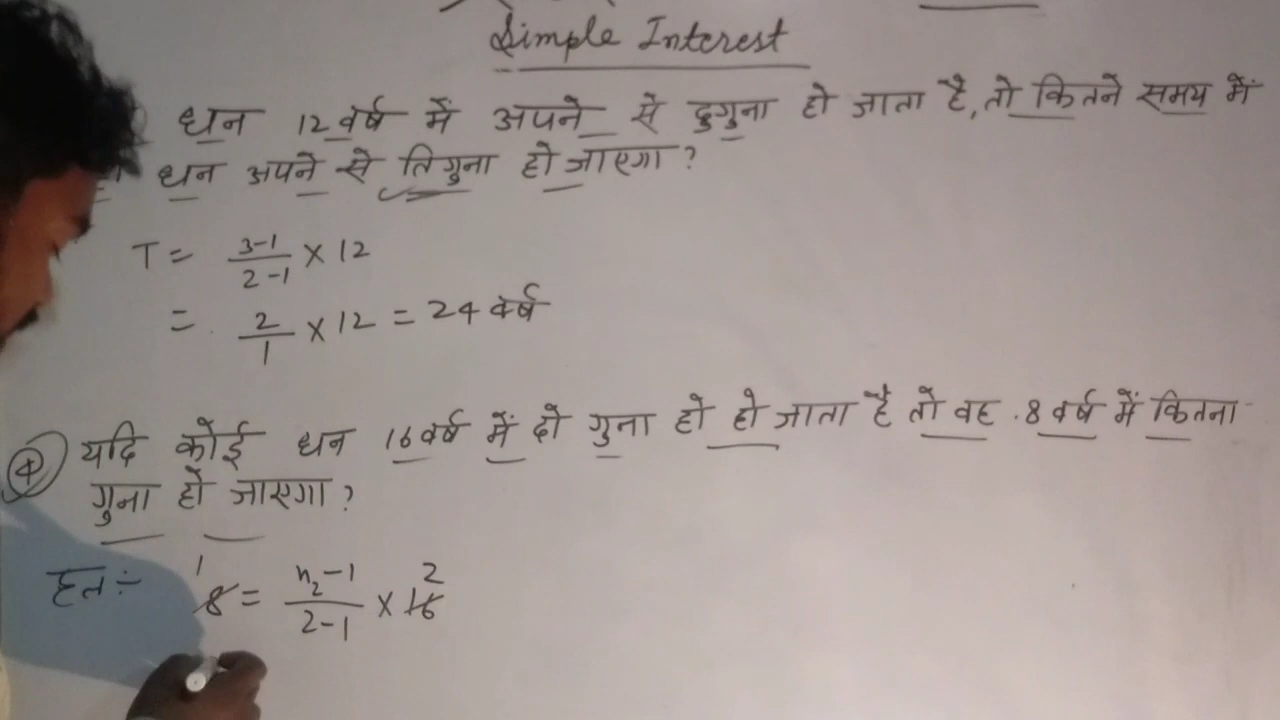 Simple Interest
धन 12 वर्ष में अपने से दुगुना हो जाता है, तो कितने समय में
धन अपने से तिगुना हो जाएगा?
T = 3-1/2-1 × 12
= 2/1 × 12 = 24 वर्ष
④ यदि कोई धन 16 वर्ष में दो गुना हो हो जाता है तो वह 8 वर्ष में कितना
गुना हो जाएगा?
हल:- 1 2
8 = n₂-1/2-1 × 16